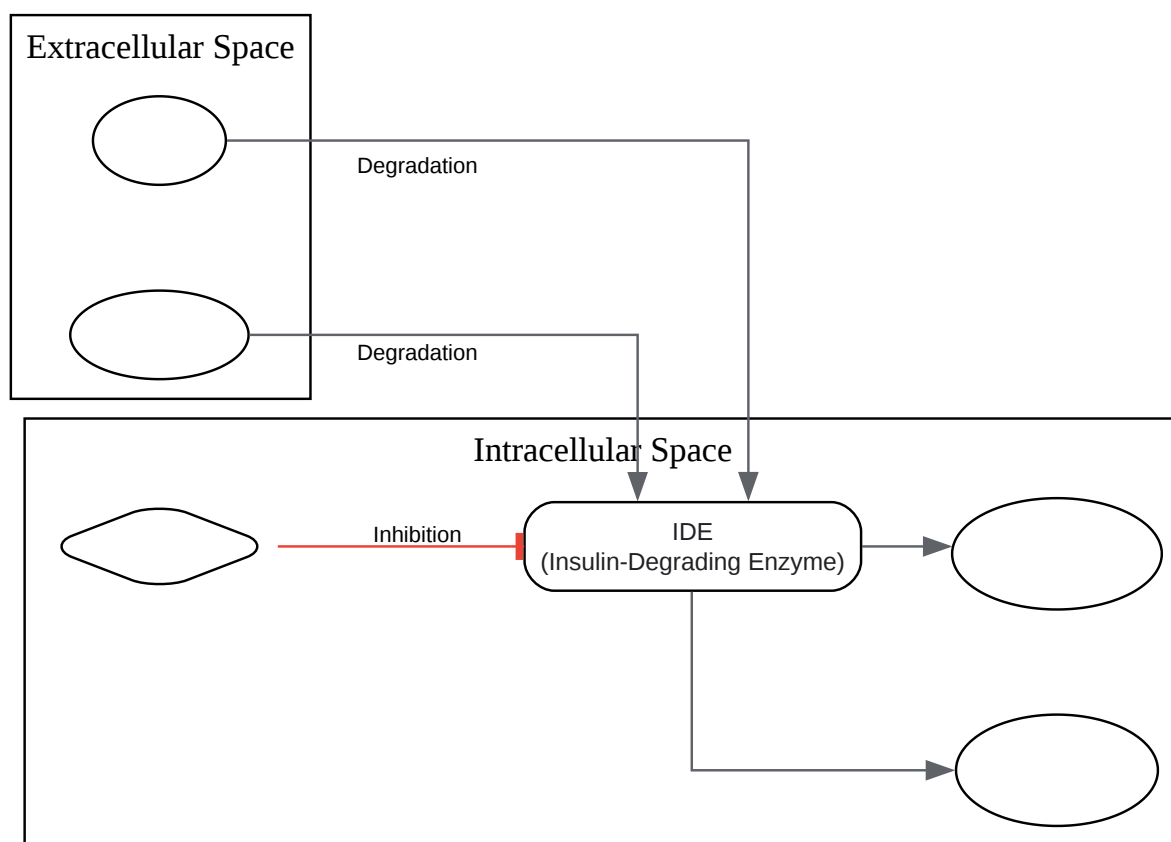 Extracellular Space
Degradation
Degradation
Intracellular Space
Inhibition
IDE
(Insulin-Degrading Enzyme)